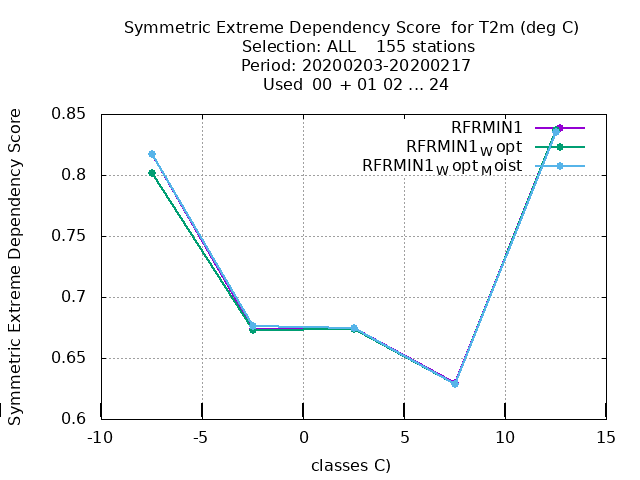 Symmetric Extreme Dependency Score for T2m (deg C)
Selection: ALL 155 stations
Period: 20200203-20200217
Used 00 + 01 02 ... 24
Symmetric Extreme Dependency Score
0.85
0.8
0.75
0.7
0.65
0.6
RFRMIN1
RFRMIN1Wopt
RFRMIN1WoptMoist
-10 -5 0 5 10 15
classes C)